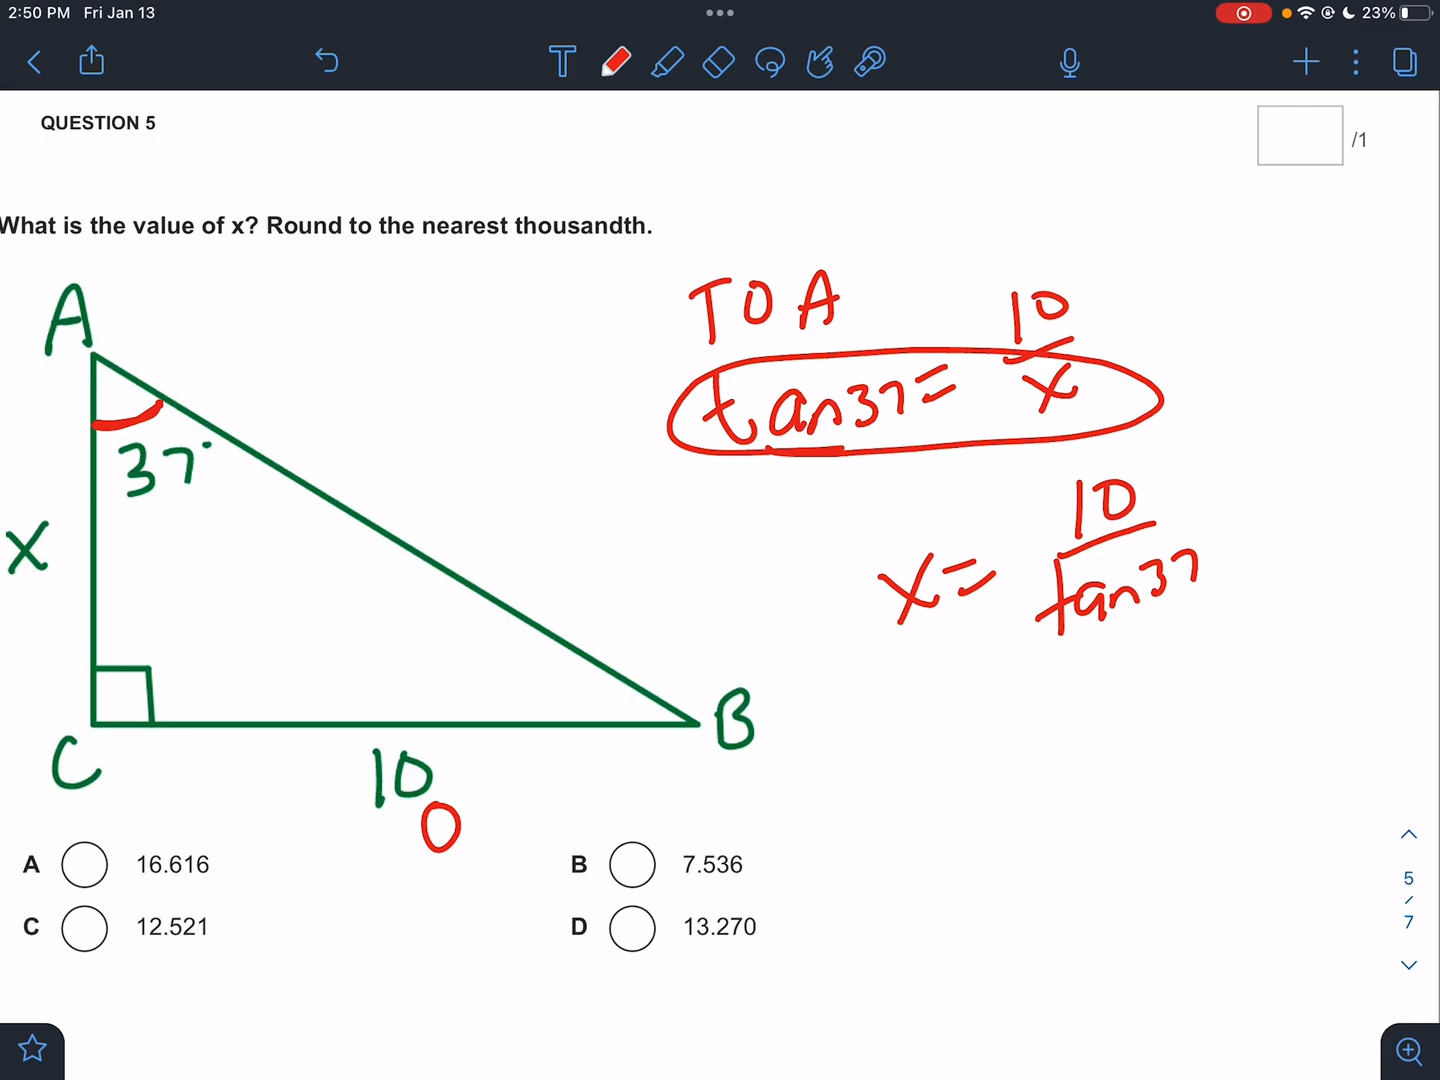 2:50 PM Fri Jan 13
23%
T
QUESTION 5
/1
What is the value of x? Round to the nearest thousandth.
A
37°
x
C
10
B
O
TOA
tan37 = 10/x
x = 10/tan37
A 16.616
B 7.536
C 12.521
D 13.270
5
/
7